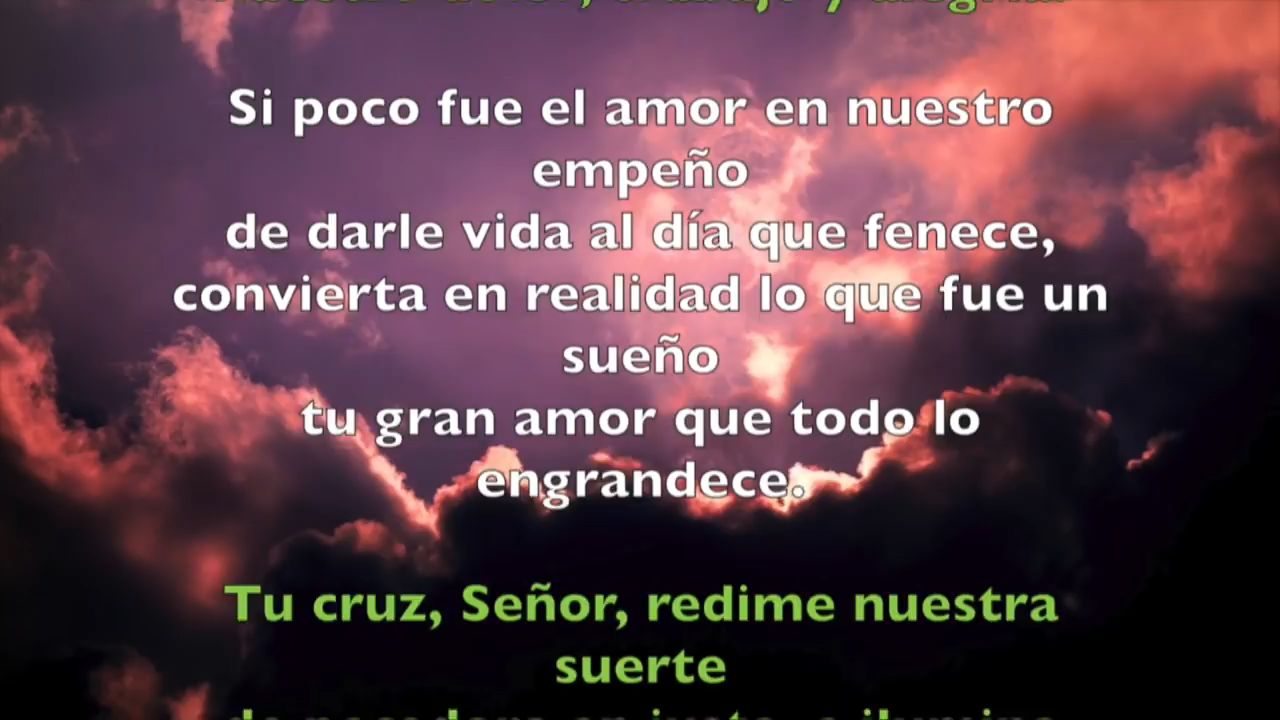 Si poco fue el amor en nuestro
empeño
de darle vida al día que fenece,
convierta en realidad lo que fue un
sueño
tu gran amor que todo lo
engrandece.
Tu cruz, Señor, redime nuestra
suerte